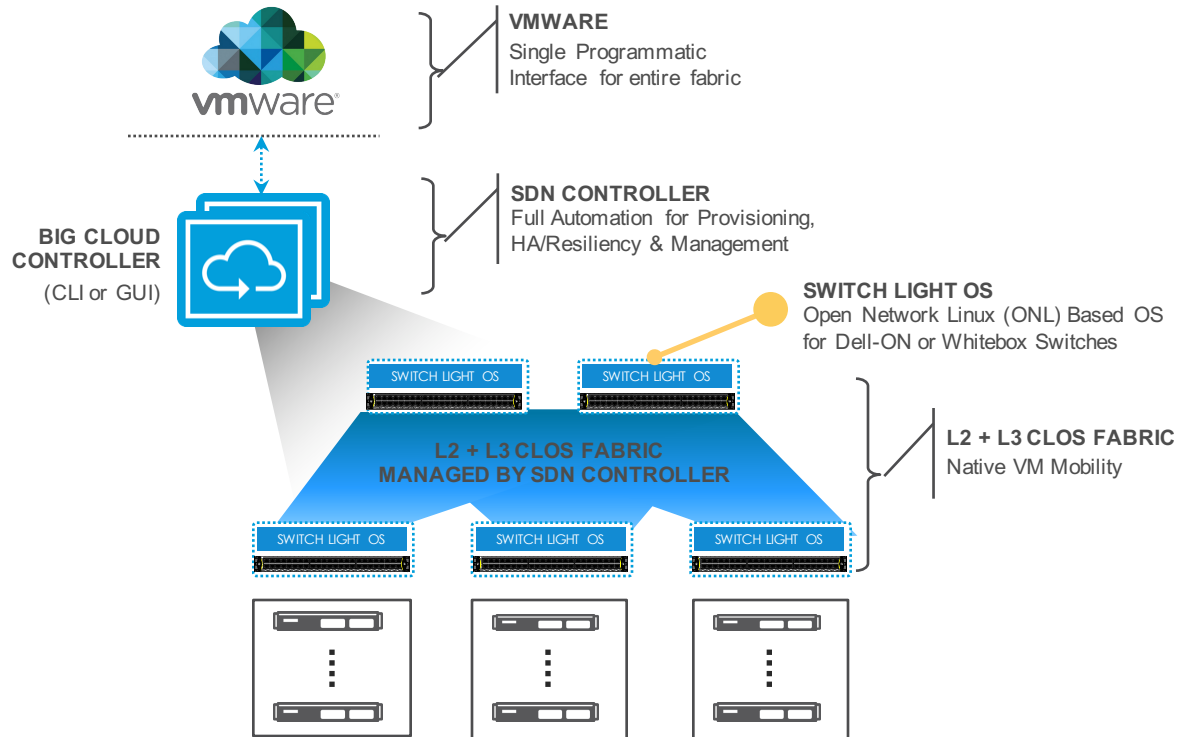 VMWARE
Single Programmatic
Interface for entire fabric
vmware®
SDN CONTROLLER
Full Automation for Provisioning,
HA/Resiliency & Management
BIG CLOUD
CONTROLLER
(CLI or GUI)
SWITCH LIGHT OS
Open Network Linux (ONL) Based OS
for Dell-ON or Whitebox Switches
SWITCH LIGHT OS
SWITCH LIGHT OS
L2 + L3 CLOS FABRIC
MANAGED BY SDN CONTROLLER
L2 + L3 CLOS FABRIC
Native VM Mobility
SWITCH LIGHT OS
SWITCH LIGHT OS
SWITCH LIGHT OS